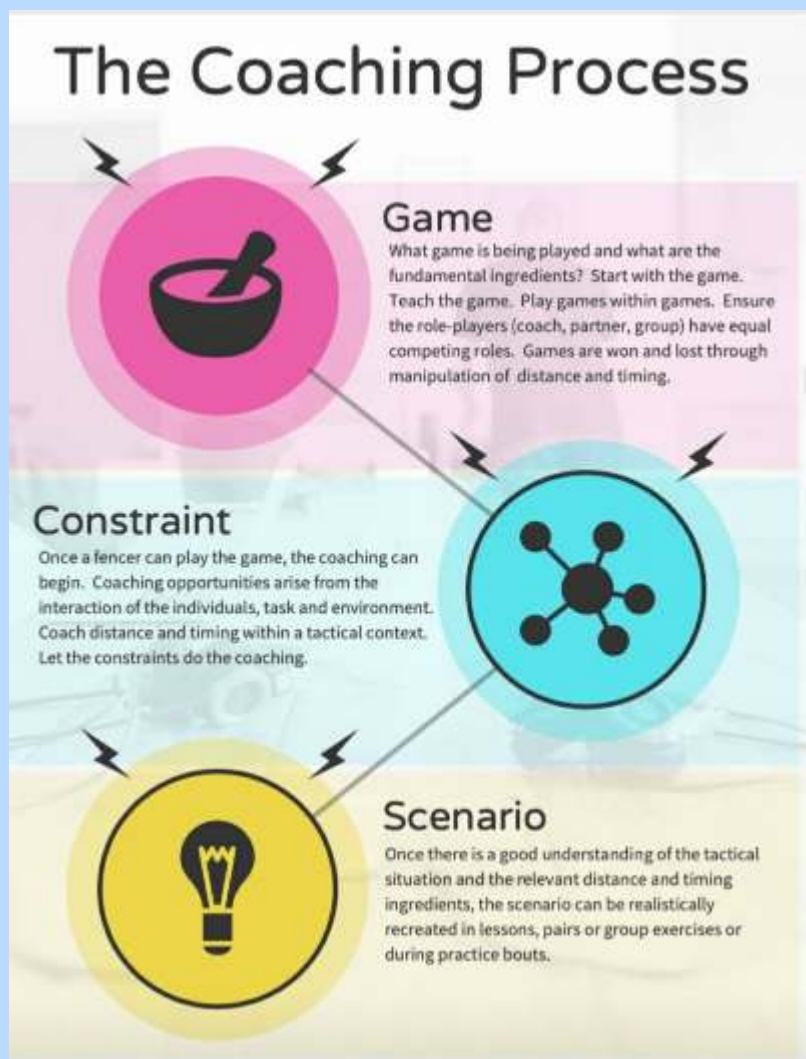 The Coaching Process
Game
What game is being played and what are the
fundamental ingredients? Start with the game.
Teach the game. Play games within games. Ensure
the role-players (coach, partner, group) have equal
competing roles. Games are won and lost through
manipulation of distance and timing.
Constraint
Once a fencer can play the game, the coaching can
begin. Coaching opportunities arise from the
interaction of the individuals, task and environment.
Coach distance and timing within a tactical context.
Let the constraints do the coaching.
Scenario
Once there is a good understanding of the tactical
situation and the relevant distance and timing
ingredients, the scenario can be realistically
recreated in lessons, pairs or group exercises or
during practice bouts.